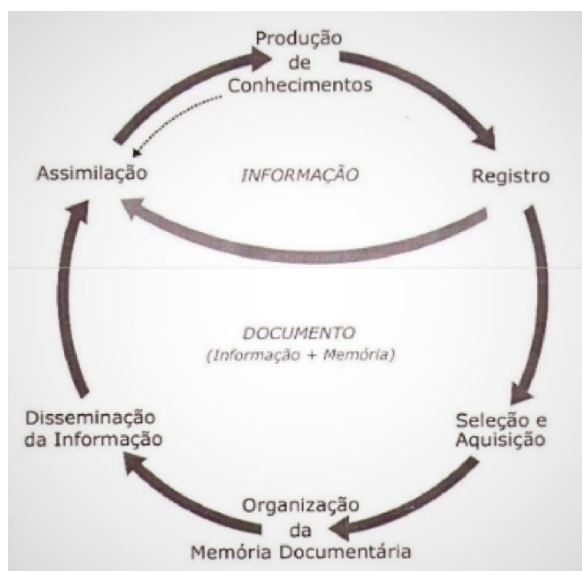 Produção
de
Conhecimentos
Assimilação
INFORMAÇÃO
Registro
DOCUMENTO
(Informação + Memória)
Disseminação
da Informação
Seleção e
Aquisição
Organização
da
Memória Documentária